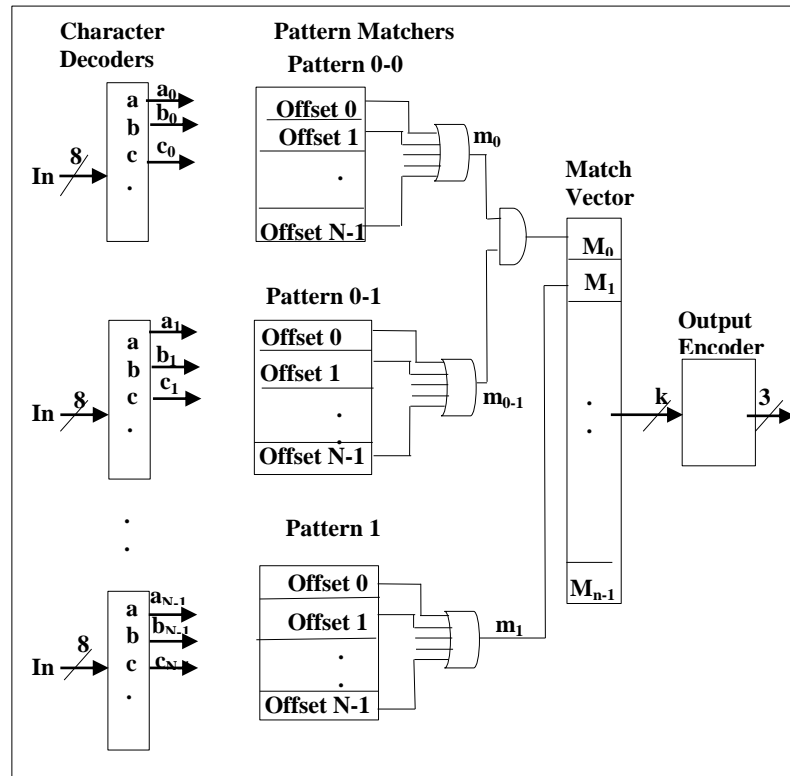 Character Decoders
Pattern Matchers
Pattern 0-0
a
b
c
.
a0
b0
c0
In
8
Offset 0
Offset 1
.
Offset N-1
m0
Match Vector
M0
M1
.
.
Mn-1
Pattern 0-1
a
b
c
.
a1
b1
c1
In
8
Offset 0
Offset 1
.
.
Offset N-1
m0-1
Output Encoder
k
3
.
.
Pattern 1
a
b
c
.
aN-1
bN-1
In
8
Offset 0
Offset 1
.
.
Offset N-1
m1